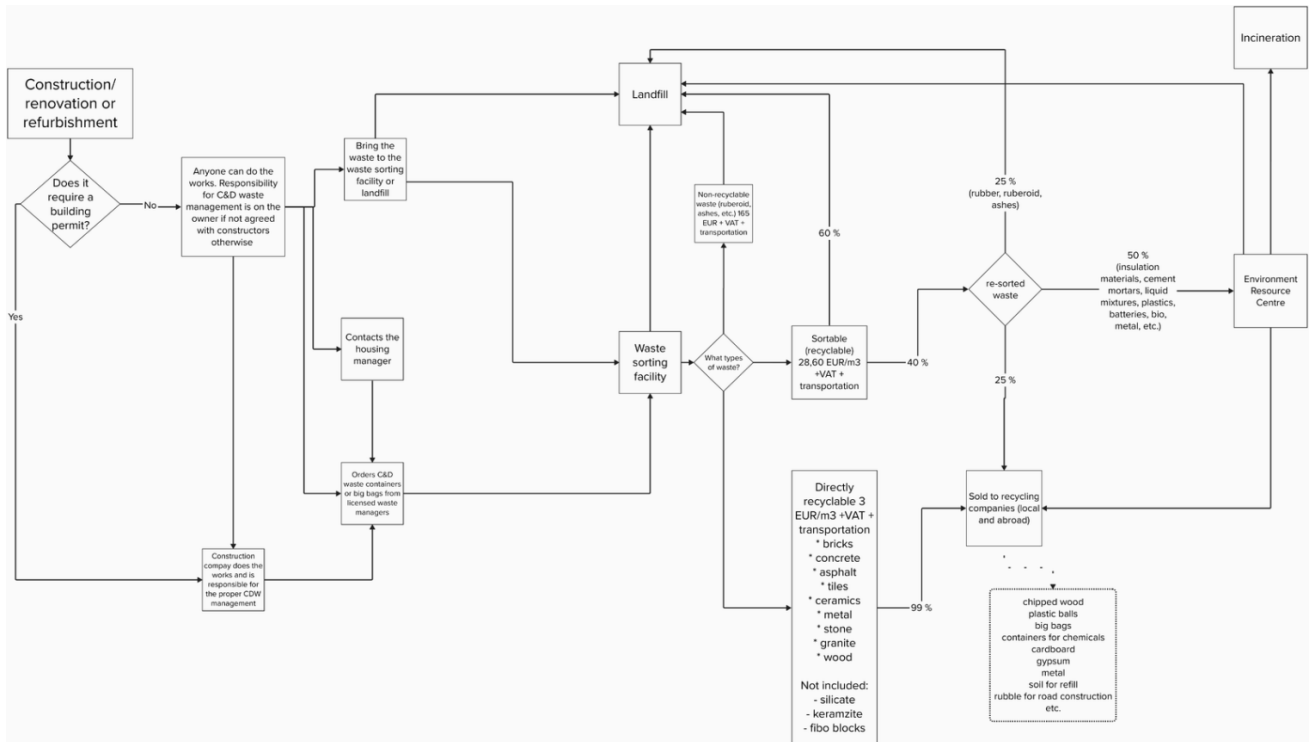 Incineration
Construction/
renovation or
refurbishment
Landfill
Does it
require a
building
permit?
No
Yes
Anyone can do the
works. Responsibility
for C&D waste
management is on the
owner if not agreed
with constructors
otherwise
Bring the
waste to the
waste sorting
facility or
landfill
Contacts the
housing
manager
Orders C&D
waste containers
or big bags from
licensed waste
managers
Construction
compay does the
works and is
responsible for
the proper CDW
management
Waste
sorting
facility
What types
of waste?
Non-recyclable
waste (ruberoid,
ashes, etc.) 165
EUR + VAT +
transportation
60 %
Sortable
(recyclable)
28,60 EUR/m3
+VAT +
transportation
40 %
Directly
recyclable 3
EUR/m3 +VAT +
transportation
* bricks
* concrete
* asphalt
* tiles
* ceramics
* metal
* stone
* granite
* wood
Not included:
- silicate
- keramzite
- fibo blocks
99 %
25 %
(rubber, ruberoid,
ashes)
re-sorted
waste
50 %
(insulation
materials, cement
mortars, liquid
mixtures, plastics,
batteries, bio,
metal, etc.)
Environment
Resource
Centre
25 %
Sold to recycling
companies (local
and abroad)
chipped wood
plastic balls
big bags
containers for chemicals
cardboard
gypsum
metal
soil for refill
rubble for road construction
etc.